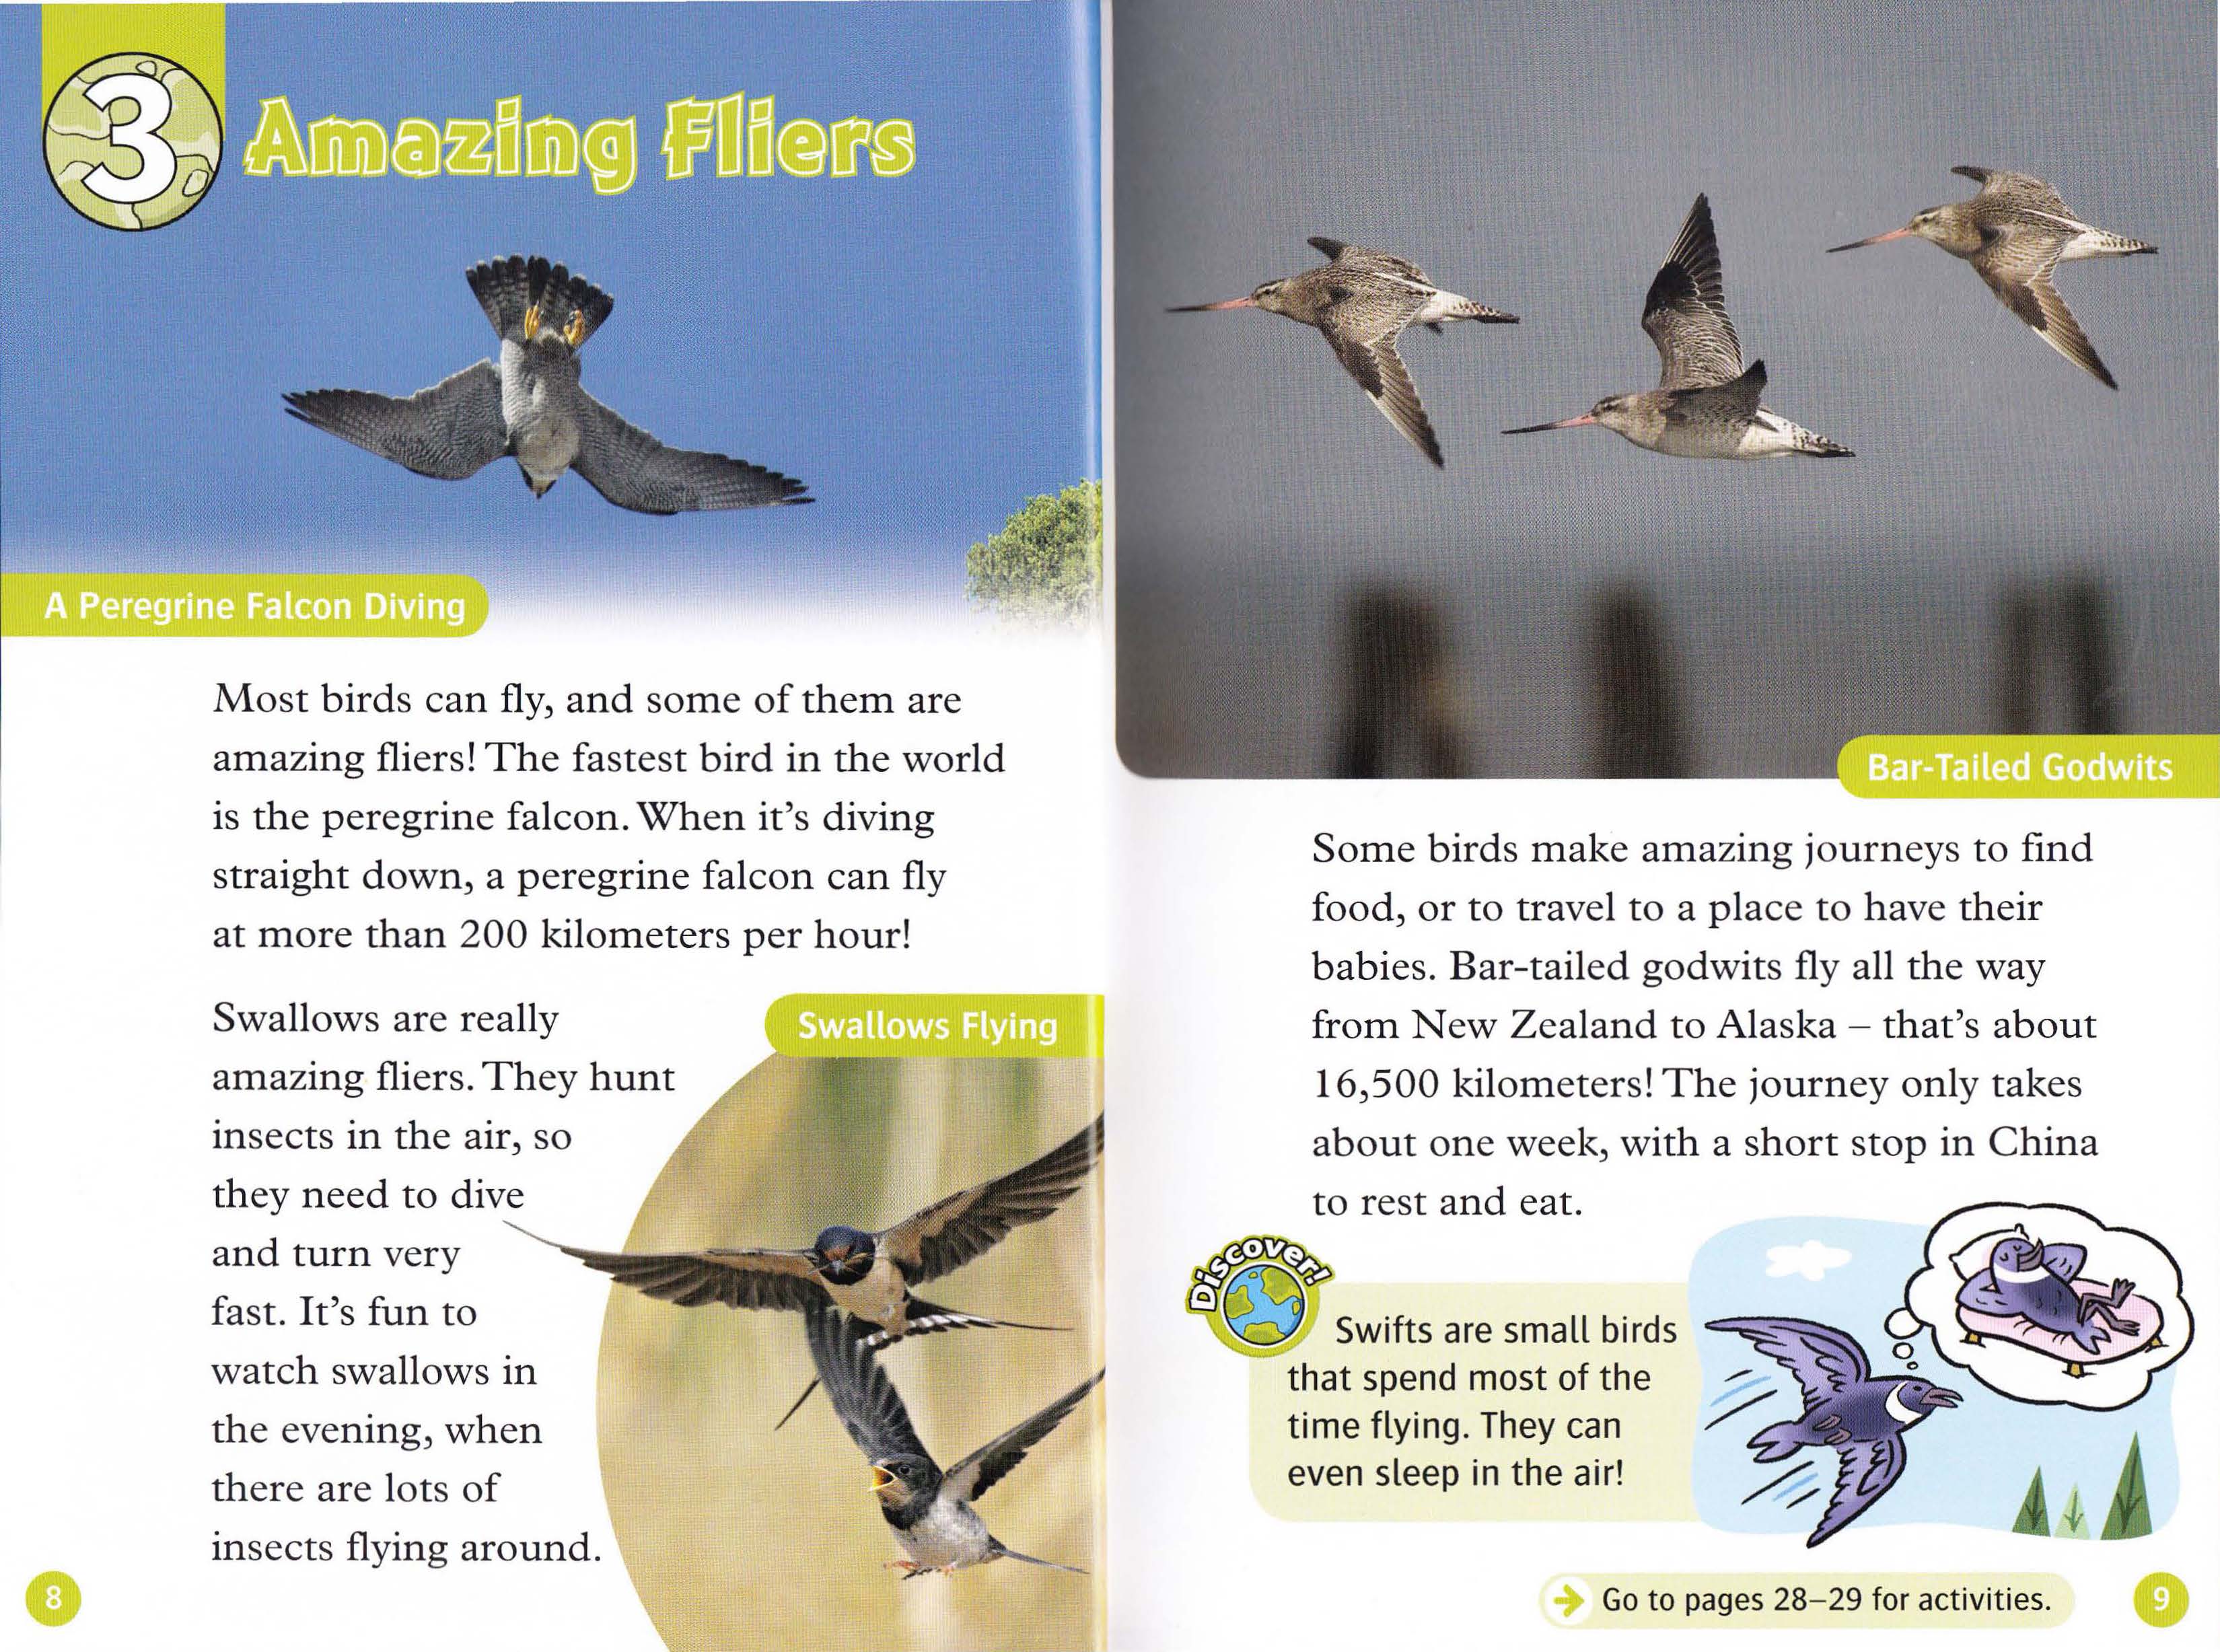 3
Amazing Fliers
A Peregrine Falcon Diving
Most birds can fly, and some of them are
amazing fliers! The fastest bird in the world
is the peregrine falcon. When it's diving
straight down, a peregrine falcon can fly
at more than 200 kilometers per hour!
Swallows are really
amazing fliers. They hunt
insects in the air, so
they need to dive
and turn very
fast. It's fun to
watch swallows in
the evening, when
there are lots of
insects flying around.
Swallows Flying
8
Bar-Tailed Godwits
Some birds make amazing journeys to find
food, or to travel to a place to have their
babies. Bar-tailed godwits fly all the way
from New Zealand to Alaska – that's about
16,500 kilometers! The journey only takes
about one week, with a short stop in China
to rest and eat.
Discover!
Swifts are small birds
that spend most of the
time flying. They can
even sleep in the air!
Go to pages 28–29 for activities.
9